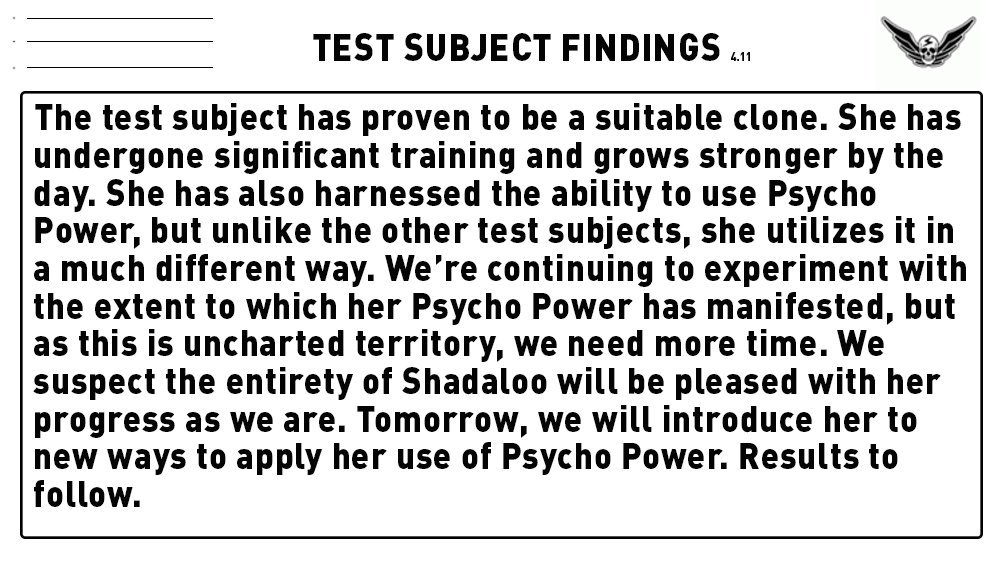 TEST SUBJECT FINDINGS 4.11
The test subject has proven to be a suitable clone. She has
undergone significant training and grows stronger by the
day. She has also harnessed the ability to use Psycho
Power, but unlike the other test subjects, she utilizes it in
a much different way. We’re continuing to experiment with
the extent to which her Psycho Power has manifested, but
as this is uncharted territory, we need more time. We
suspect the entirety of Shadaloo will be pleased with her
progress as we are. Tomorrow, we will introduce her to
new ways to apply her use of Psycho Power. Results to
follow.